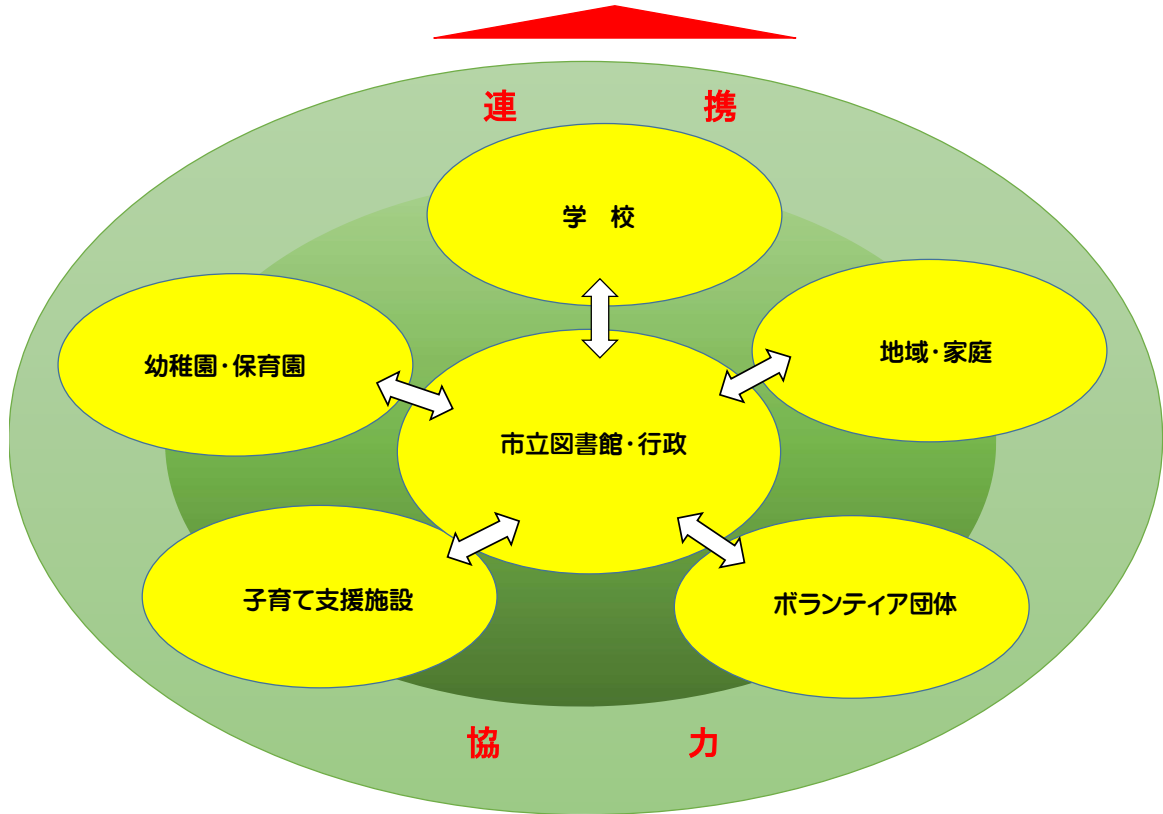 連　携
学　校
幼稚園・保育園
地域・家庭
市立図書館・行政
子育て支援施設
ボランティア団体
協　力